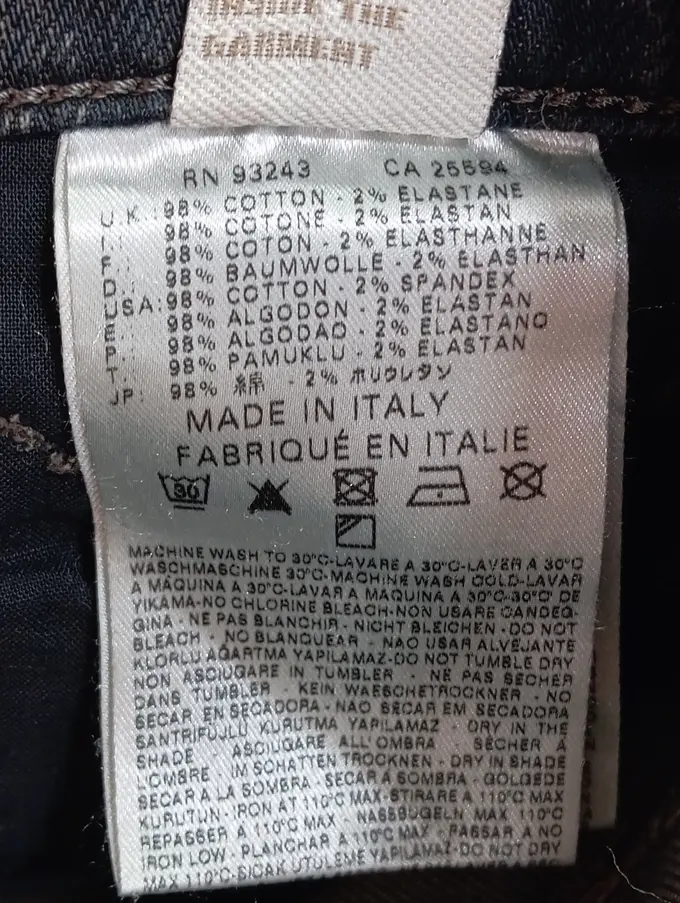 INSIDE THE
GARMENT
RN 93243 CA 25594
U.K.: 98% COTTON - 2% ELASTANE
I.: 98% COTONE - 2% ELASTAN
F.: 98% COTON - 2% ELASTHANNE
D.: 98% BAUMWOLLE - 2% ELASTHAN
USA: 98% COTTON - 2% SPANDEX
E.: 98% ALGODON - 2% ELASTAN
P.: 98% ALGODAO - 2% ELASTANO
T.: 98% PAMUKLU - 2% ELASTAN
JP: 98% 綿 - 2% ポリウレタン
MADE IN ITALY
FABRIQUÉ EN ITALIE
30
MACHINE WASH TO 30°C-LAVARE A 30°C-LAVER A 30°C
WASCHMASCHINE 30°C-MACHINE WASH COLD-LAVAR
A MAQUINA A 30°C-LAVAR A MAQUINA A 30°C-30°C' DE
YIKAMA-NO CHLORINE BLEACH-NON USARE CANDEG-
GINA - NE PAS BLANCHIR - NICHT BLEICHEN - DO NOT
BLEACH - NO BLANQUEAR - NAO USAR ALVEJANTE
KLORLU AGARTMA YAPILAMAZ-DO NOT TUMBLE DRY
NON ASCIUGARE IN TUMBLER - NE PAS SECHER
DANS TUMBLER - KEIN WAESCHETROCKNER - NO
SECAR EN SECADORA - NAO SECAR EM SECADORA
SANTRIFUJLU KURUTMA YAPILAMAZ - DRY IN THE
SHADE - ASCIUGARE ALL'OMBRA - SECHER A
L'OMBRE - IM SCHATTEN TROCKNEN - DRY IN SHADE
SECAR A LA SOMBRA - SECAR A SOMBRA - GOLGEDE
KURUTUN - IRON AT 110°C MAX-STIRARE A 110°C MAX
REPASSER A 110°C MAX NASSBUGELN MAX 110°C
IRON LOW - PLANCHAR A 110°C MAX - PASSAR A NO
MAX 110°C-SICAK UTULEME YAPILAMAZ-DO NOT DRY